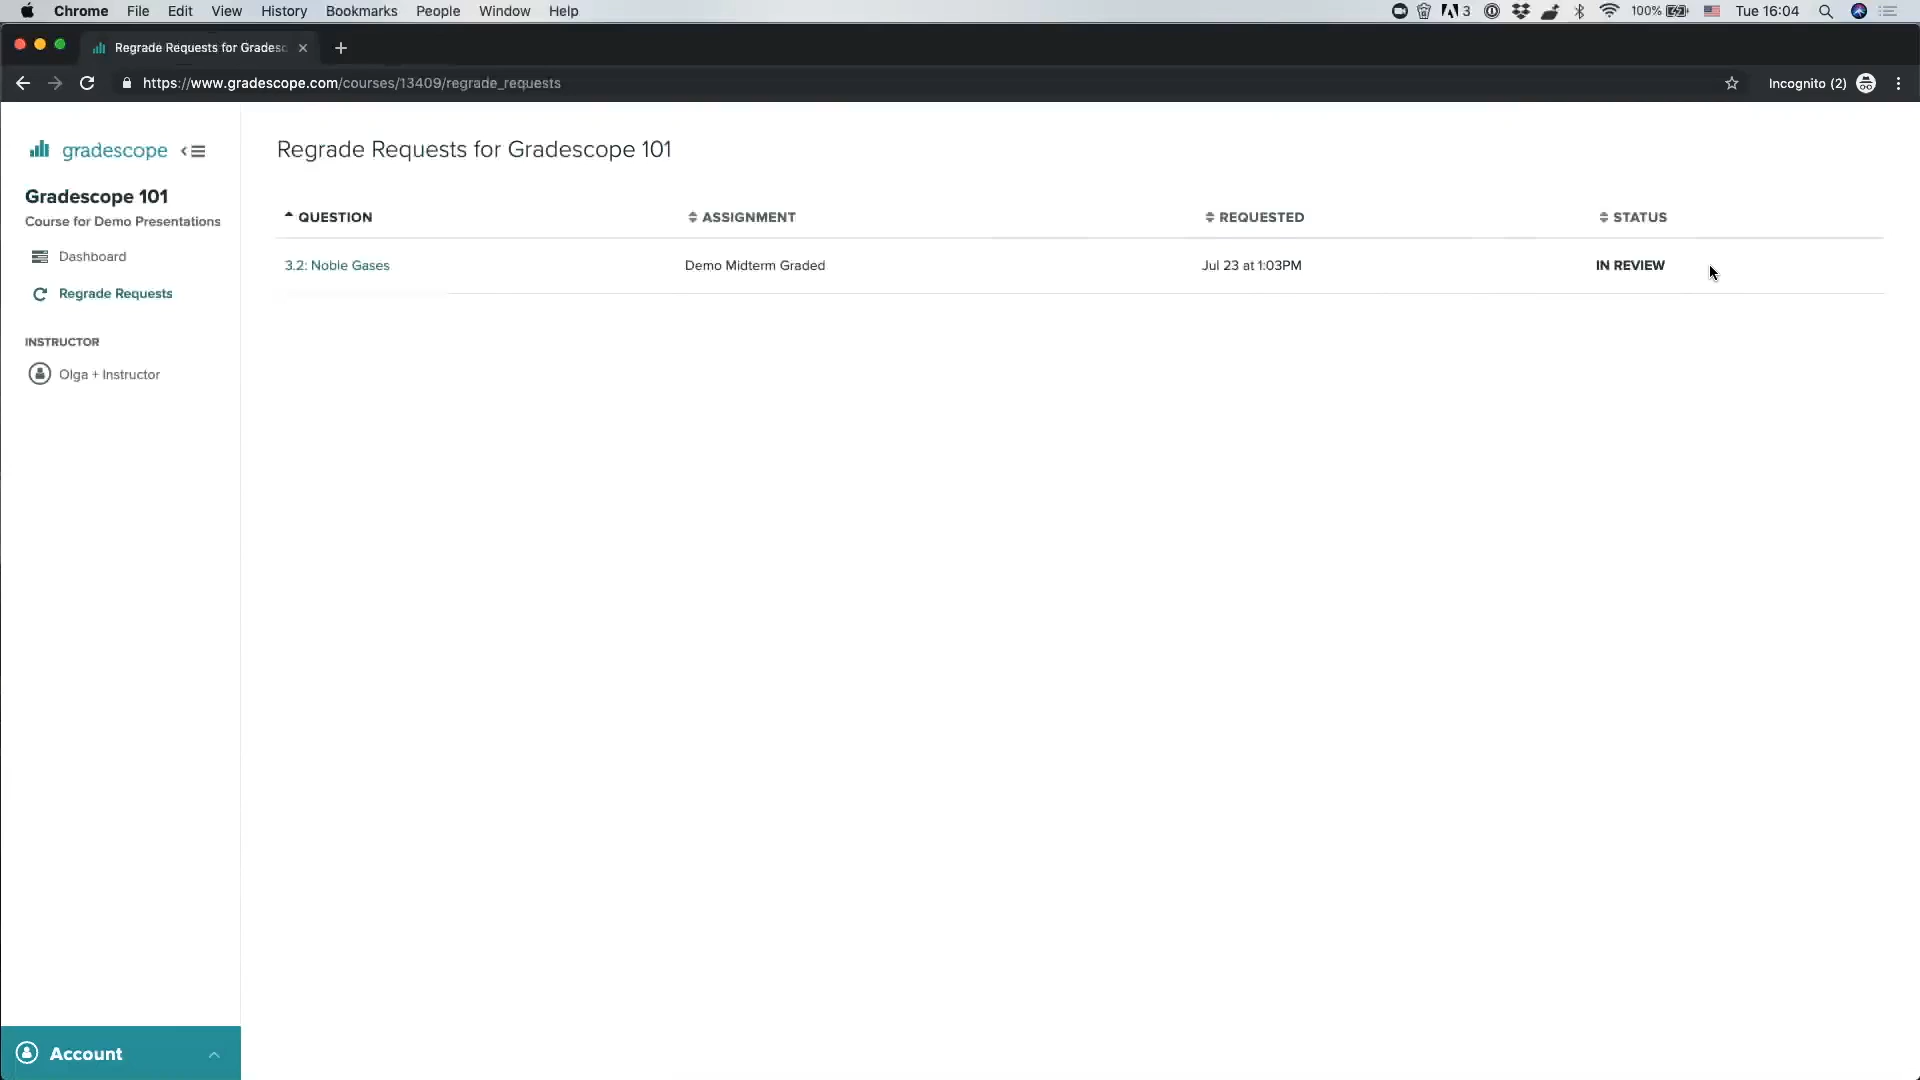 Chrome File Edit View History Bookmarks People Window Help 3 100% Tue 16:04
Regrade Requests for Gradesc
https://www.gradescope.com/courses/13409/regrade_requests Incognito (2)
gradescope
Gradescope 101
Course for Demo Presentations
Dashboard
Regrade Requests
INSTRUCTOR
Olga + Instructor
Account
Regrade Requests for Gradescope 101
QUESTION ASSIGNMENT REQUESTED STATUS
3.2: Noble Gases Demo Midterm Graded Jul 23 at 1:03PM IN REVIEW